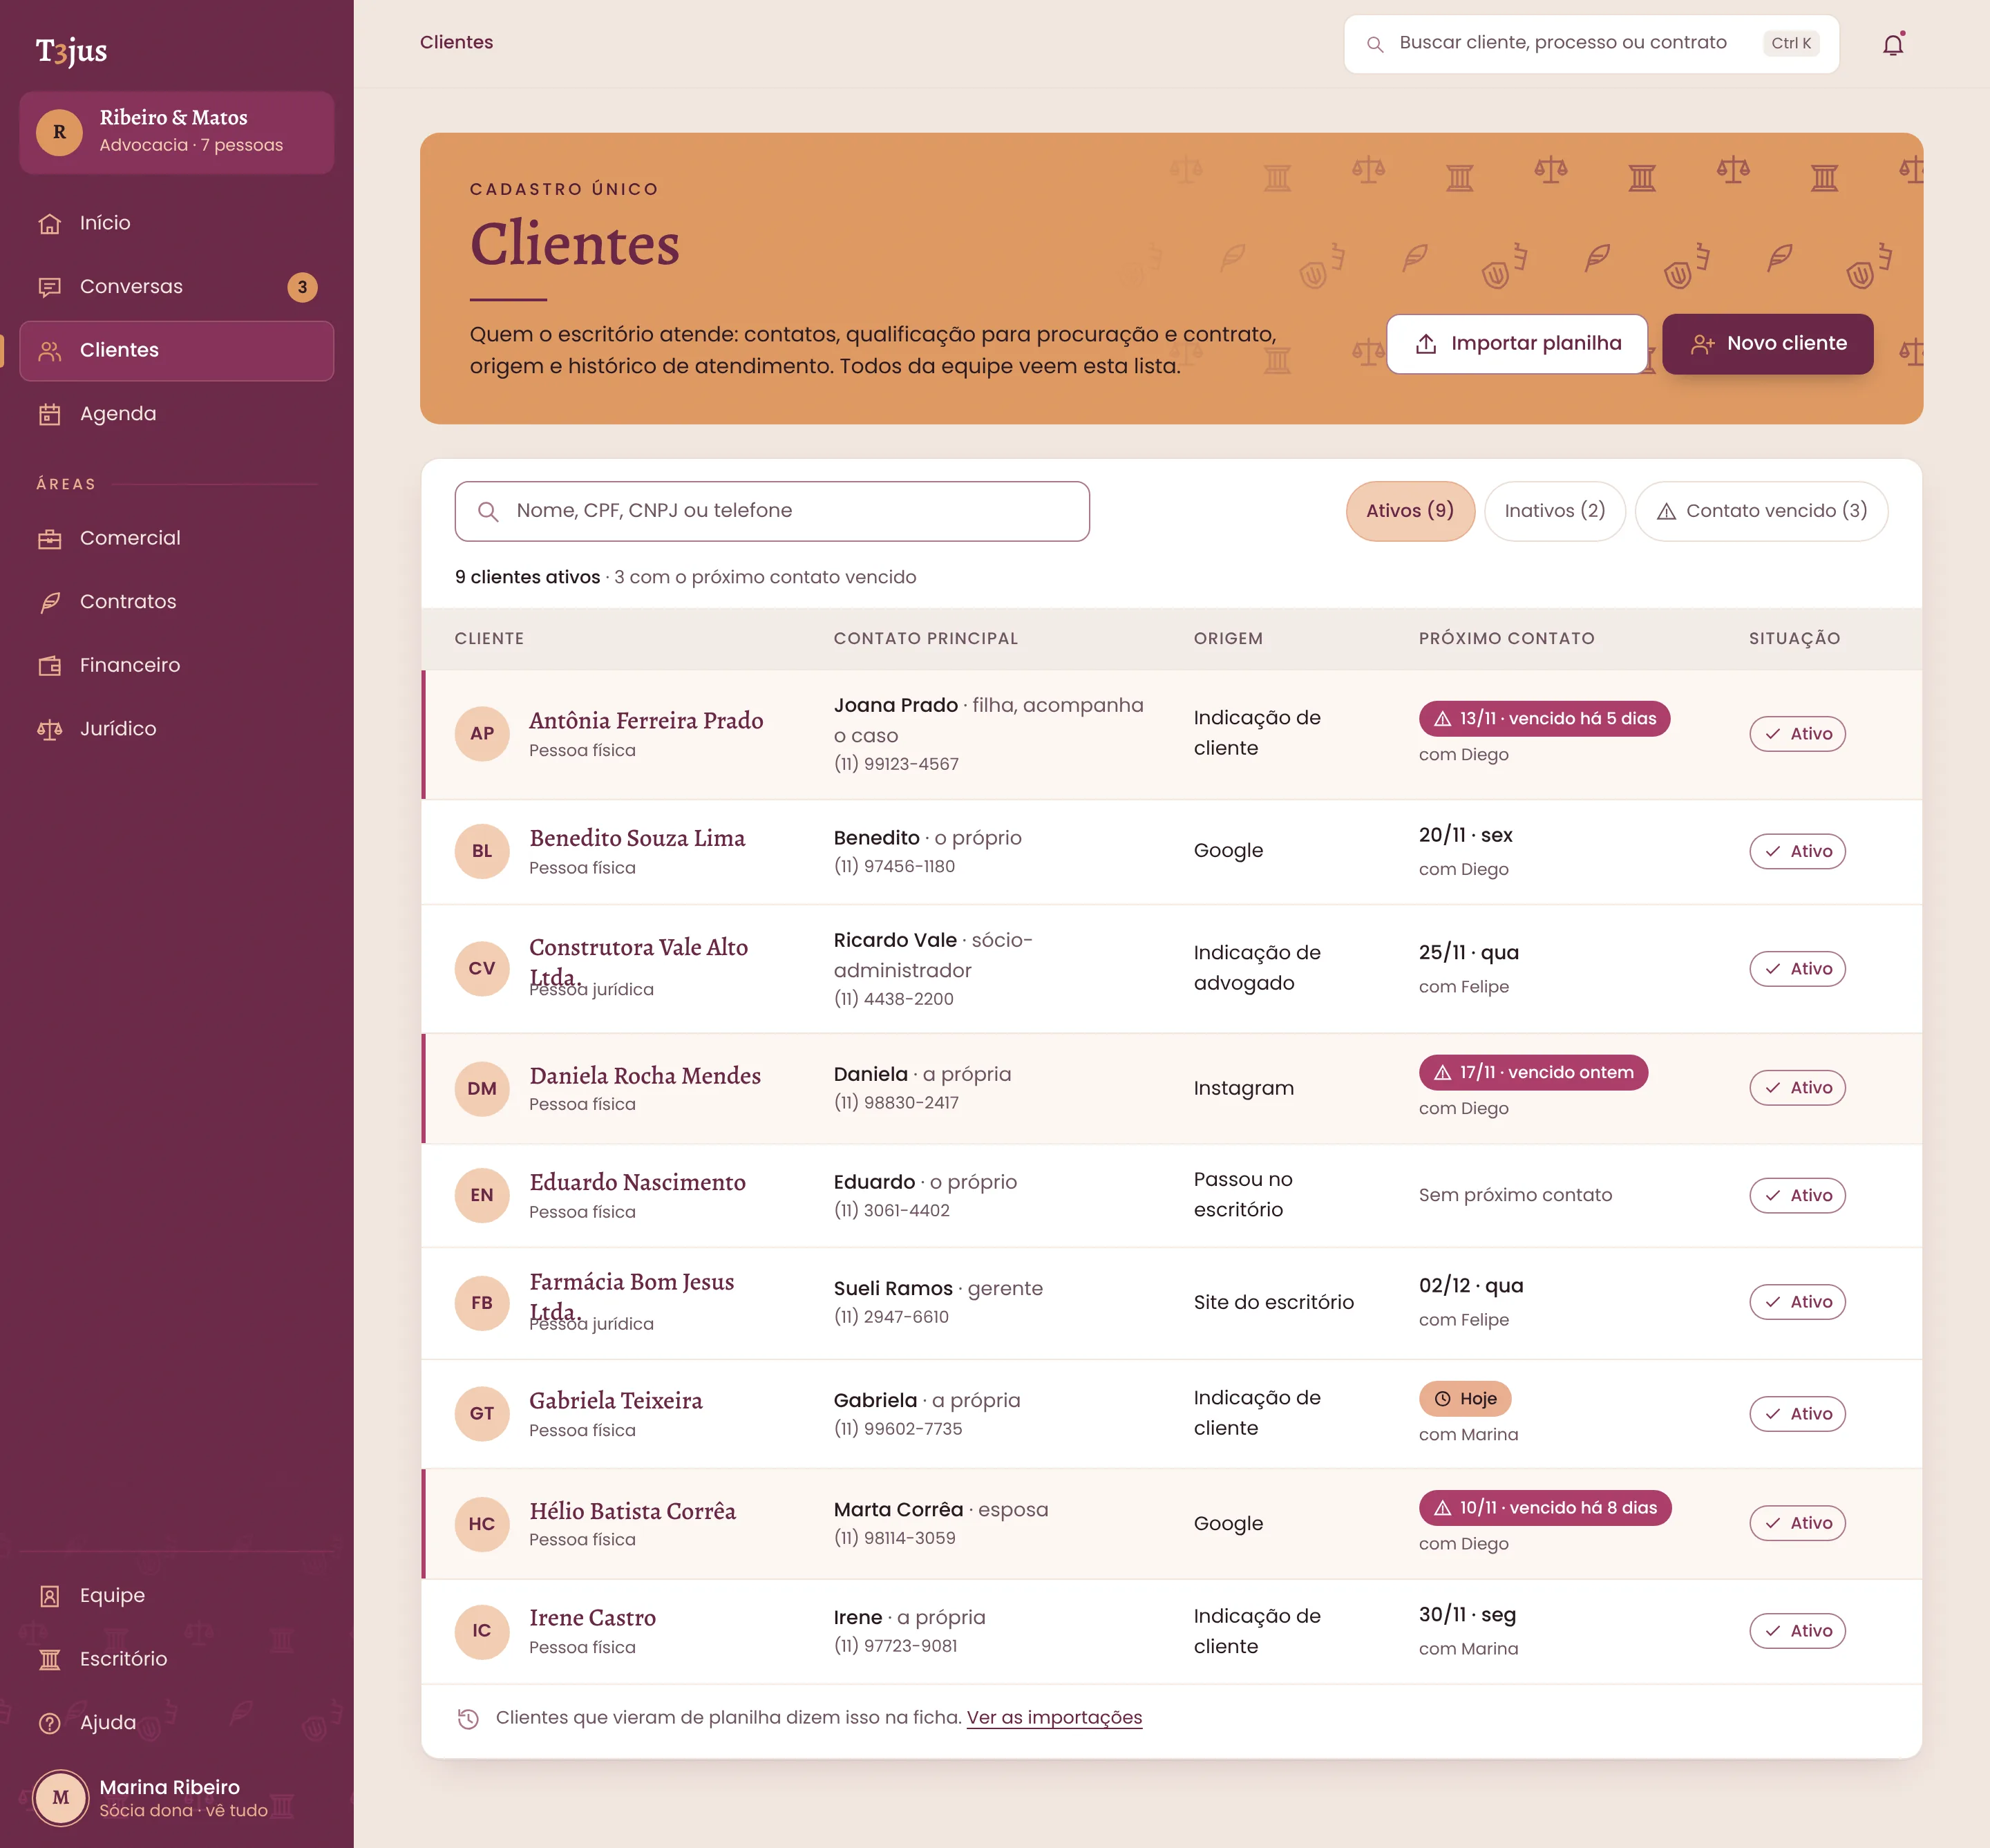 T3jus
R
Ribeiro & Matos
Advocacia · 7 pessoas
Início
Conversas
3
Clientes
Agenda
ÁREAS
Comercial
Contratos
Financeiro
Jurídico
Equipe
Escritório
Ajuda
M
Marina Ribeiro
Sócia dona · vê tudo
Clientes
Buscar cliente, processo ou contrato
Ctrl K
CADASTRO ÚNICO
Clientes
Quem o escritório atende: contatos, qualificação para procuração e contrato,
origem e histórico de atendimento. Todos da equipe veem esta lista.
Importar planilha
Novo cliente
Nome, CPF, CNPJ ou telefone
Ativos (9)
Inativos (2)
Contato vencido (3)
9 clientes ativos · 3 com o próximo contato vencido
CLIENTE
CONTATO PRINCIPAL
ORIGEM
PRÓXIMO CONTATO
SITUAÇÃO
AP
Antônia Ferreira Prado
Pessoa física
Joana Prado · filha, acompanha
o caso
(11) 99123-4567
Indicação de
cliente
13/11 · vencido há 5 dias
com Diego
Ativo
BL
Benedito Souza Lima
Pessoa física
Benedito · o próprio
(11) 97456-1180
Google
20/11 · sex
com Diego
Ativo
CV
Construtora Vale Alto
Ltda.
Pessoa jurídica
Ricardo Vale · sócio-
administrador
(11) 4438-2200
Indicação de
advogado
25/11 · qua
com Felipe
Ativo
DM
Daniela Rocha Mendes
Pessoa física
Daniela · a própria
(11) 98830-2417
Instagram
17/11 · vencido ontem
com Diego
Ativo
EN
Eduardo Nascimento
Pessoa física
Eduardo · o próprio
(11) 3061-4402
Passou no
escritório
Sem próximo contato
Ativo
FB
Farmácia Bom Jesus
Ltda.
Pessoa jurídica
Sueli Ramos · gerente
(11) 2947-6610
Site do escritório
02/12 · qua
com Felipe
Ativo
GT
Gabriela Teixeira
Pessoa física
Gabriela · a própria
(11) 99602-7735
Indicação de
cliente
Hoje
com Marina
Ativo
HC
Hélio Batista Corrêa
Pessoa física
Marta Corrêa · esposa
(11) 98114-3059
Google
10/11 · vencido há 8 dias
com Diego
Ativo
IC
Irene Castro
Pessoa física
Irene · a própria
(11) 97723-9081
Indicação de
cliente
30/11 · seg
com Marina
Ativo
Clientes que vieram de planilha dizem isso na ficha. Ver as importações